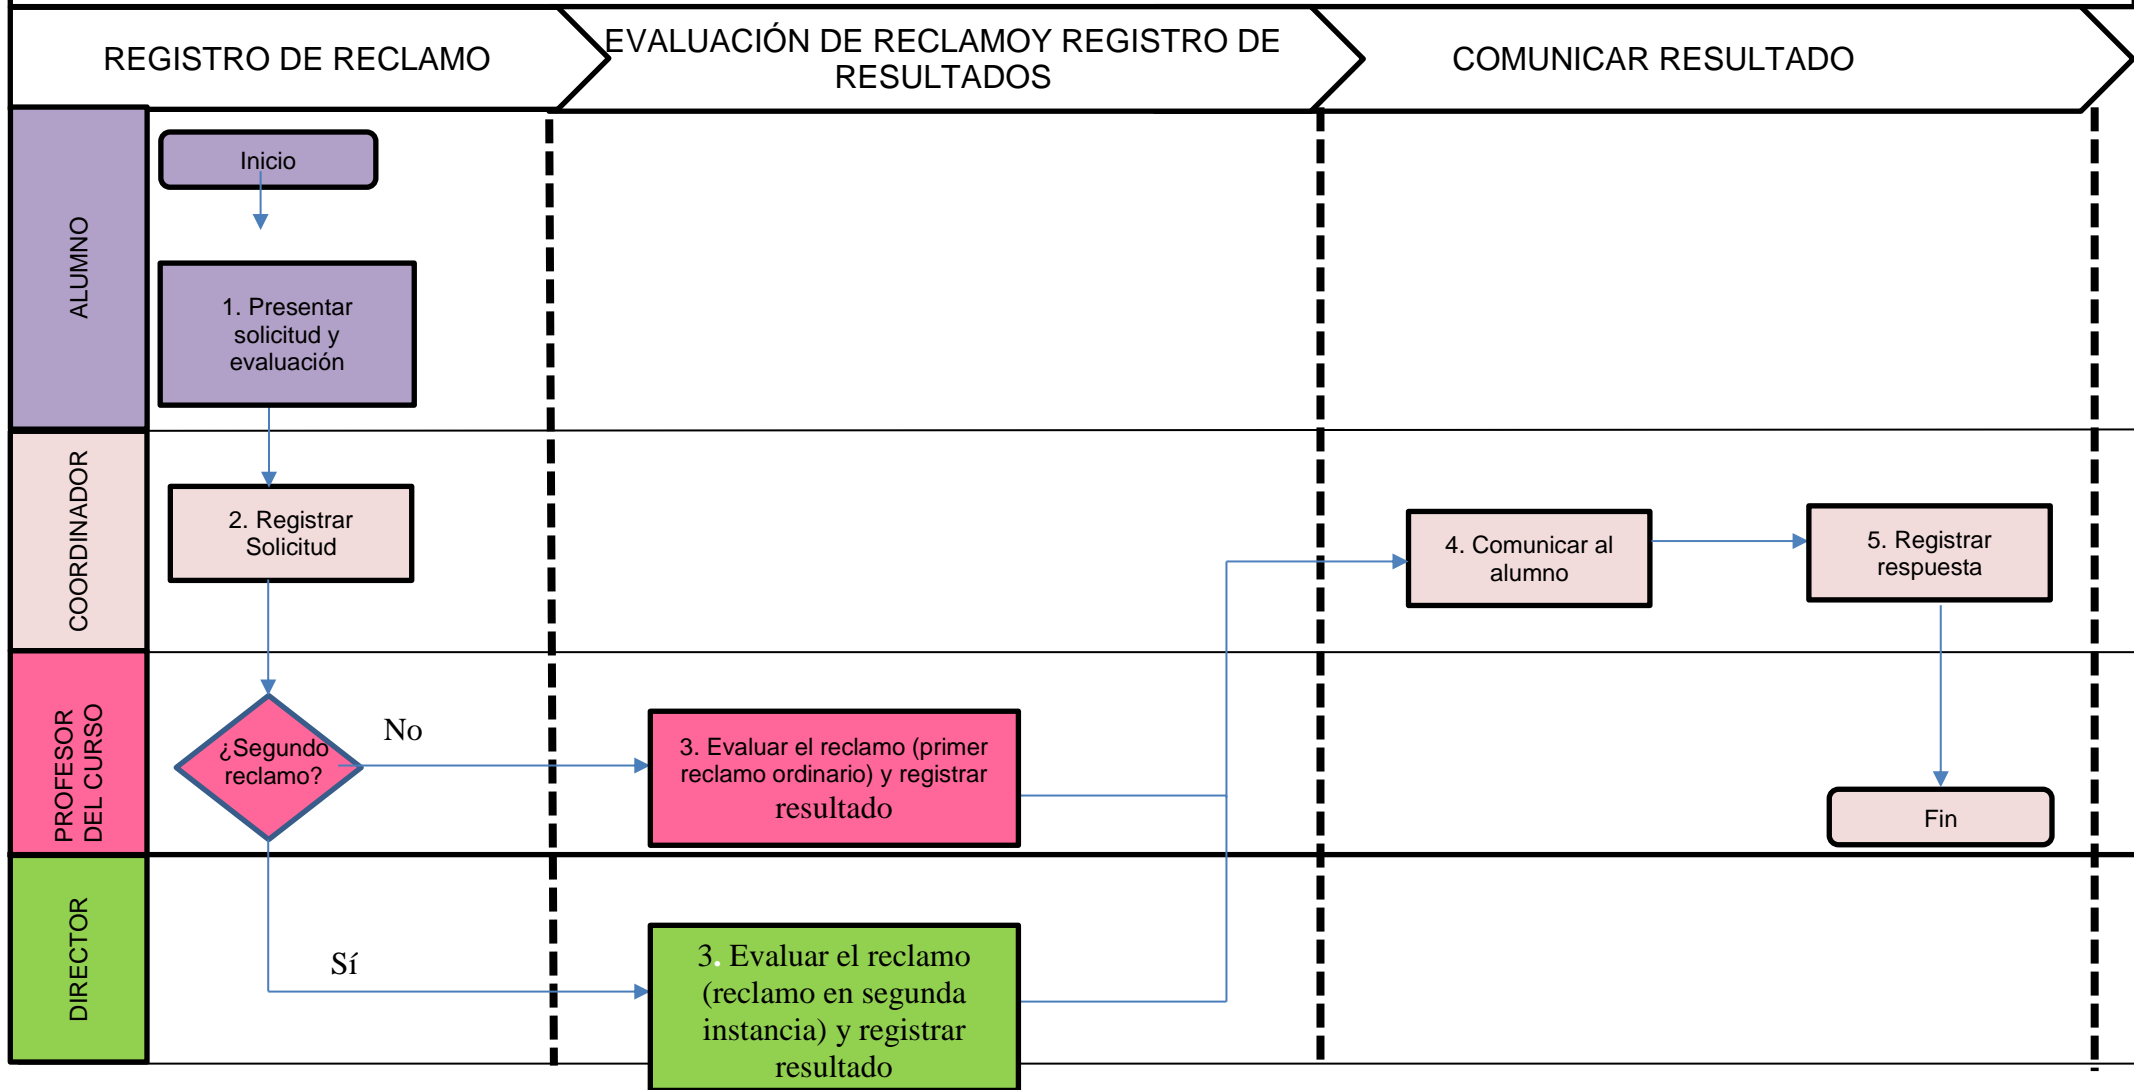 REGISTRO DE RECLAMO
EVALUACIÓN DE RECLAMOY REGISTRO DE
RESULTADOS
COMUNICAR RESULTADO
ALUMNO
Inicio
1. Presentar
solicitud y
evaluación
COORDINADOR
2. Registrar
Solicitud
4. Comunicar al
alumno
5. Registrar
respuesta
PROFESOR
DEL CURSO
¿Segundo
reclamo?
No
3. Evaluar el reclamo (primer
reclamo ordinario) y registrar
resultado
Fin
DIRECTOR
Sí
3. Evaluar el reclamo
(reclamo en segunda
instancia) y registrar
resultado